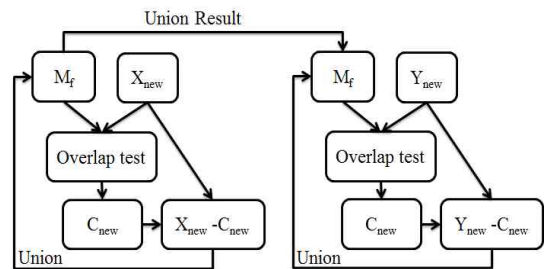 Union Result
M_f
X_new
M_f
Y_new
Overlap test
Overlap test
C_new
X_new -C_new
C_new
Y_new -C_new
Union
Union